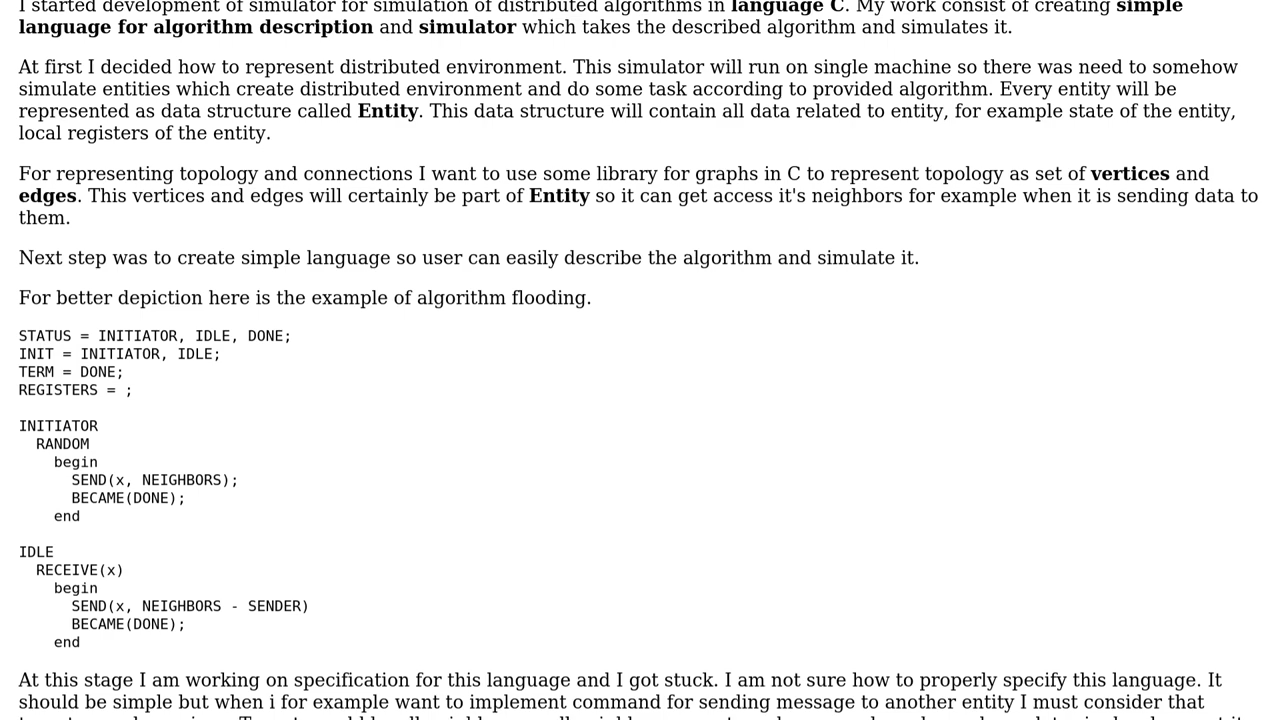 I started development of simulator for simulation of distributed algorithms in language C. My work consist of creating simple
language for algorithm description and simulator which takes the described algorithm and simulates it.
At first I decided how to represent distributed environment. This simulator will run on single machine so there was need to somehow
simulate entities which create distributed environment and do some task according to provided algorithm. Every entity will be
represented as data structure called Entity. This data structure will contain all data related to entity, for example state of the entity,
local registers of the entity.
For representing topology and connections I want to use some library for graphs in C to represent topology as set of vertices and
edges. This vertices and edges will certainly be part of Entity so it can get access it's neighbors for example when it is sending data to
them.
Next step was to create simple language so user can easily describe the algorithm and simulate it.
For better depiction here is the example of algorithm flooding.
STATUS = INITIATOR, IDLE, DONE;
INIT = INITIATOR, IDLE;
TERM = DONE;
REGISTERS = ;
INITIATOR
RANDOM
begin
SEND(x, NEIGHBORS);
BECAME(DONE);
end
IDLE
RECEIVE(x)
begin
SEND(x, NEIGHBORS - SENDER)
BECAME(DONE);
end
At this stage I am working on specification for this language and I got stuck. I am not sure how to properly specify this language. It
should be simple but when i for example want to implement command for sending message to another entity I must consider that